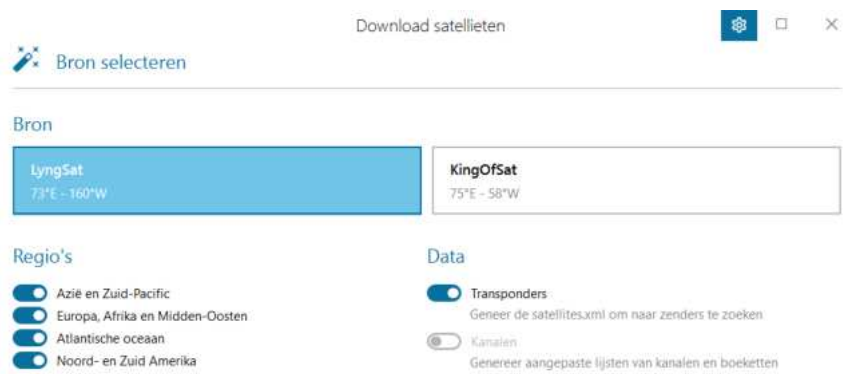 Download satellieten
Bron selecteren
Bron
LyngSat
73°E - 160°W
KingOfSat
75°E - 58°W
Regio's
Azië en Zuid-Pacific
Europa, Afrika en Midden-Oosten
Atlantische oceaan
Noord- en Zuid Amerika
Data
Transponders
Geneer de satellites.xml om naar zenders te zoeken
Kanalen
Genereer aangepaste lijsten van kanalen en boeketten